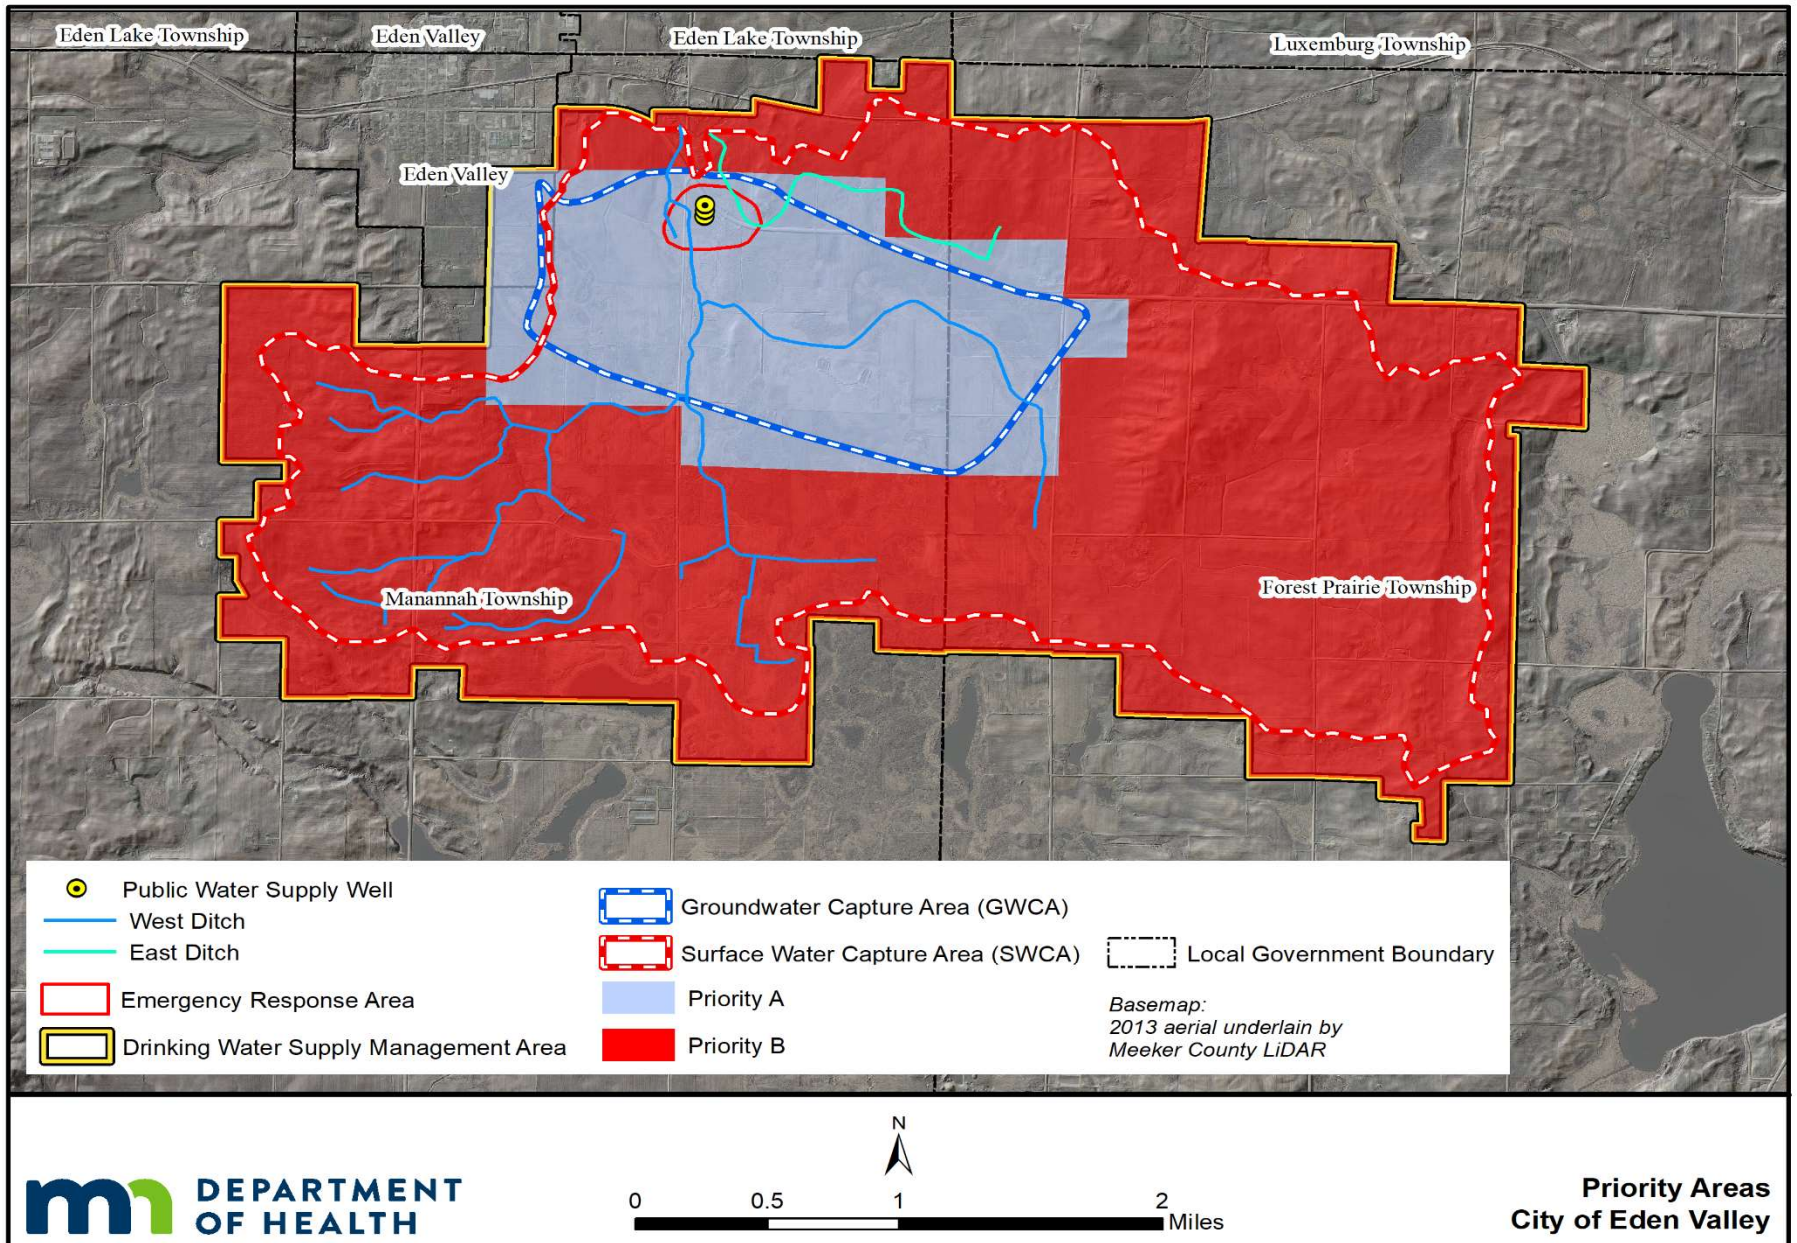 Eden Lake Township
Eden Valley
Eden Lake Township
Luxemburg Township
Eden Valley
Manannah Township
Forest Prairie Township
Public Water Supply Well
West Ditch
East Ditch
Emergency Response Area
Drinking Water Supply Management Area
Groundwater Capture Area (GWCA)
Surface Water Capture Area (SWCA)
Priority A
Priority B
Local Government Boundary
Basemap:
2013 aerial underlain by
Meeker County LiDAR
mn
DEPARTMENT
OF HEALTH
N
0 0.5 1 2
Miles
Priority Areas
City of Eden Valley